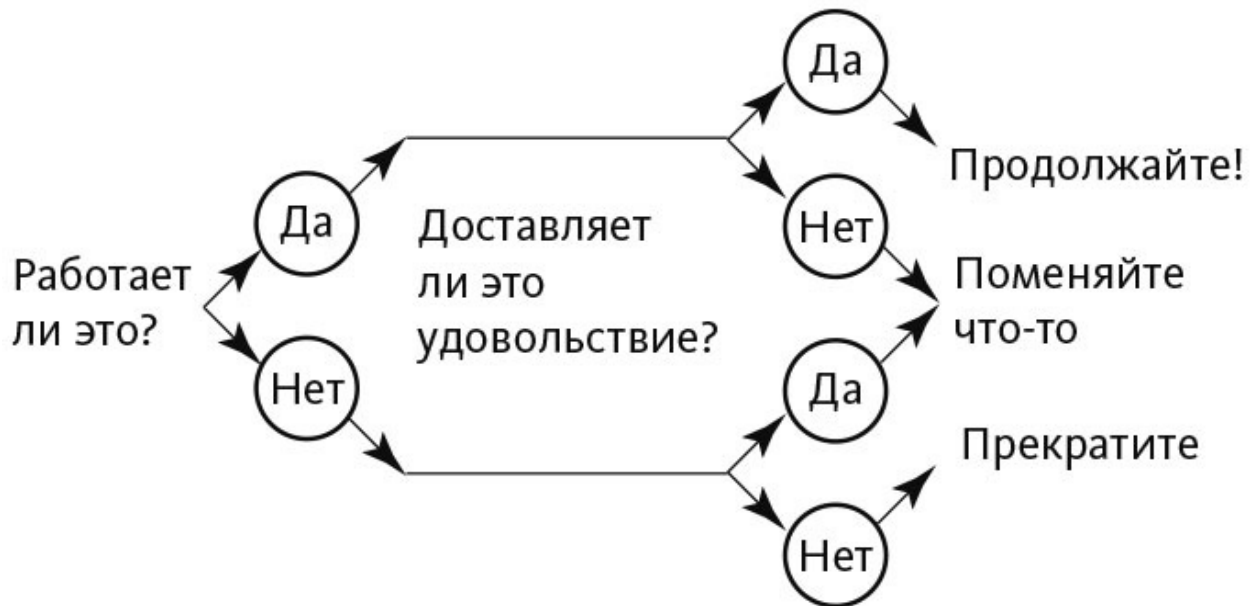 Работает
ли это?
Да
Нет
Доставляет
ли это
удовольствие?
Да
Нет
Да
Нет
Продолжайте!
Поменяйте
что-то
Прекратите